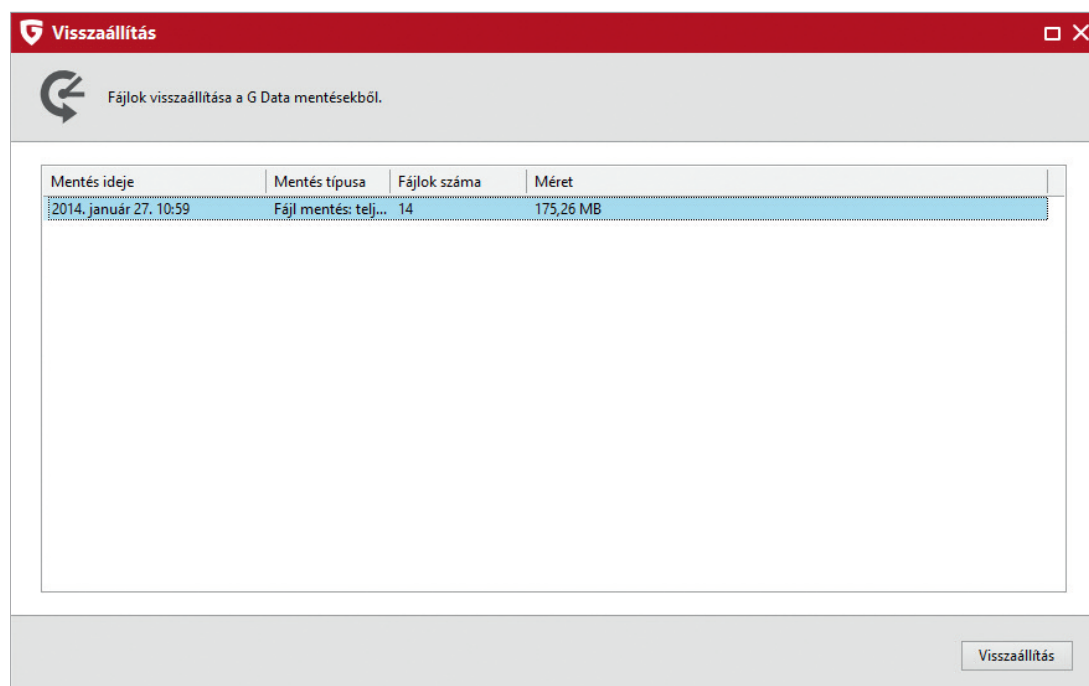 Visszaállítás
Fájlok visszaállítása a G Data mentésekből.
Mentés ideje Mentés típusa Fájlok száma Méret
2014. január 27. 10:59 Fájl mentés: telj... 14 175,26 MB
Visszaállítás